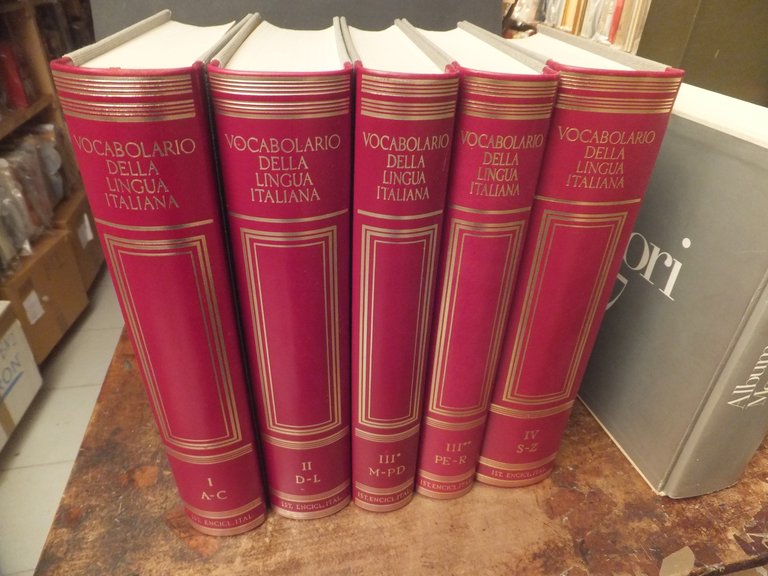 VOCABOLARIO
DELLA
LINGUA
ITALIANA
I
A-C
IST. ENCICL. ITAL.
VOCABOLARIO
DELLA
LINGUA
ITALIANA
II
D-L
IST. ENCICL. ITAL.
VOCABOLARIO
DELLA
LINGUA
ITALIANA
III*
M-PD
IST. ENCICL. ITAL.
VOCABOLARIO
DELLA
LINGUA
ITALIANA
III**
PE-R
IST. ENCICL. ITAL.
VOCABOLARIO
DELLA
LINGUA
ITALIANA
IV
S-Z
IST. ENCICL. ITAL.
ori
Album